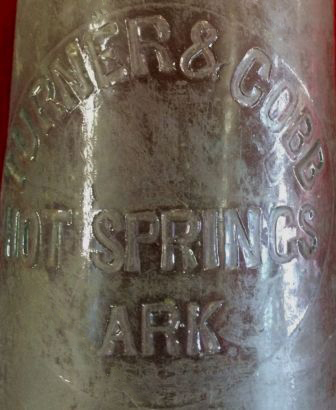 TURNER & COBB
HOT SPRINGS
ARK.